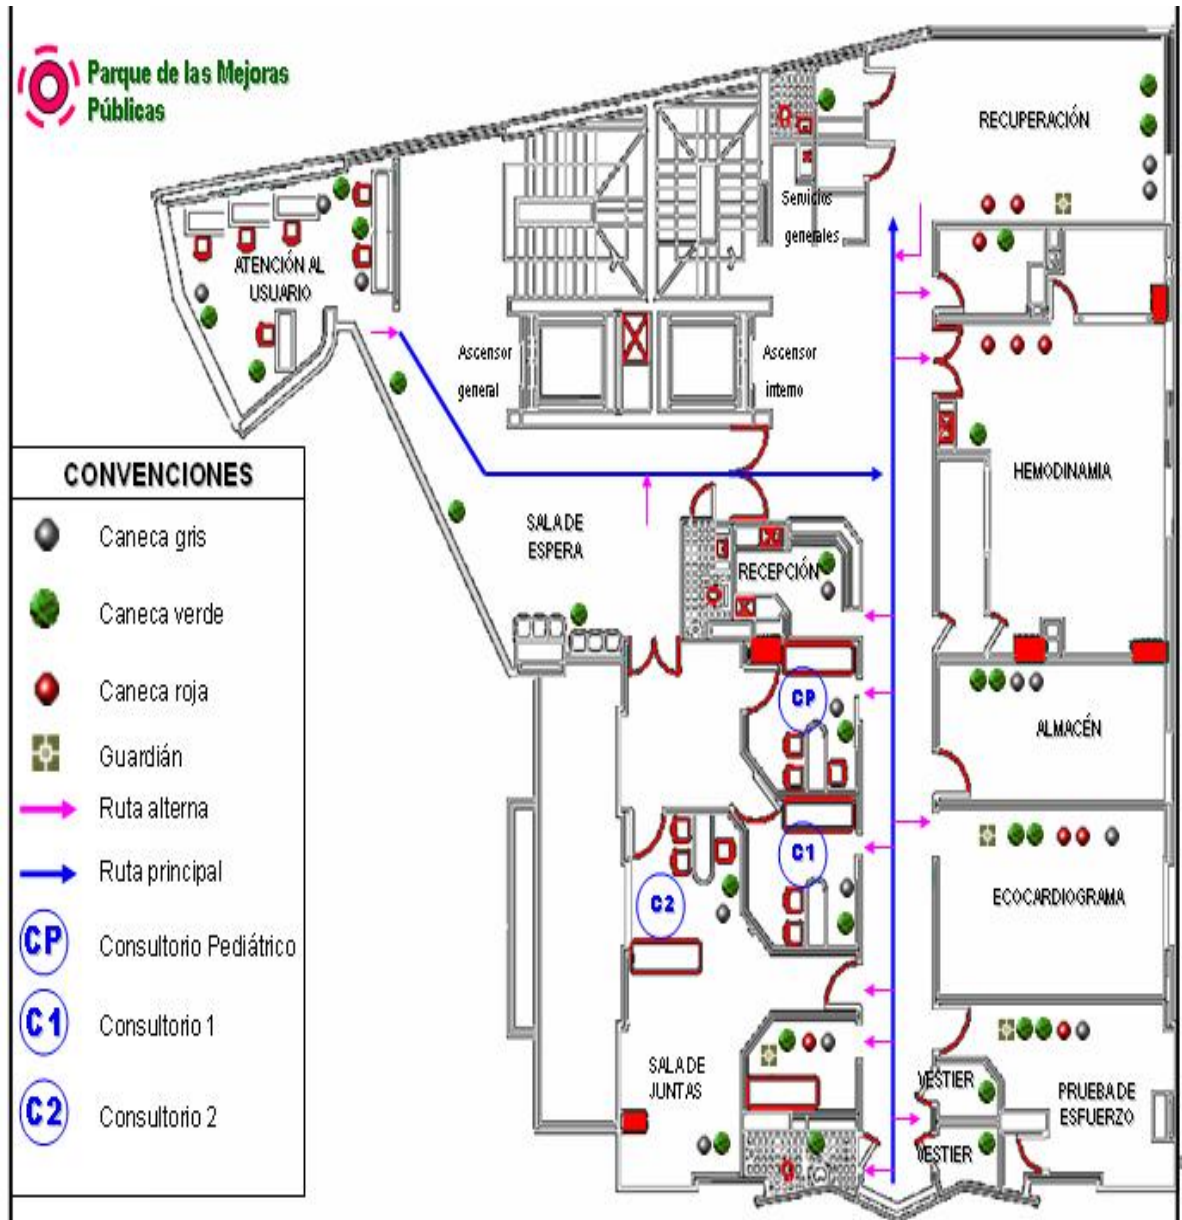 Parque de las Mejoras
Públicas
RECUPERACIÓN
Servicios
generales
ATENCIÓN AL
USUARIO
Ascensor
general
Ascensor
interno
HEMODINAMIA
SALA DE
ESPERA
RECEPCIÓN
CP
ALMACÉN
C1
C2
ECOCARDIOGRAMA
SALA DE
JUNTAS
VESTIER
PRUEBA DE
ESFUERZO
VESTIER
CONVENCIONES
Caneca gris
Caneca verde
Caneca roja
Guardián
Ruta alterna
Ruta principal
CP Consultorio Pediátrico
C1 Consultorio 1
C2 Consultorio 2